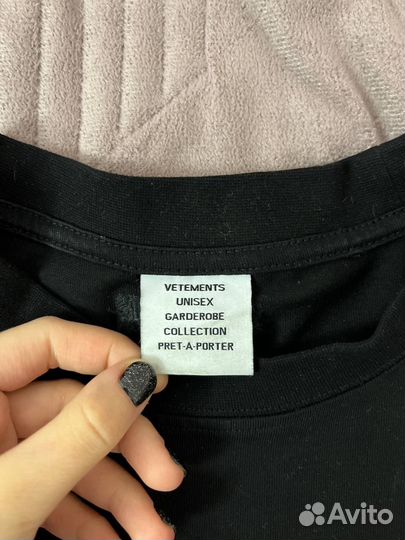 VETEMENTS
UNISEX
GARDEROBE
COLLECTION
PRET-A-PORTER
Avito